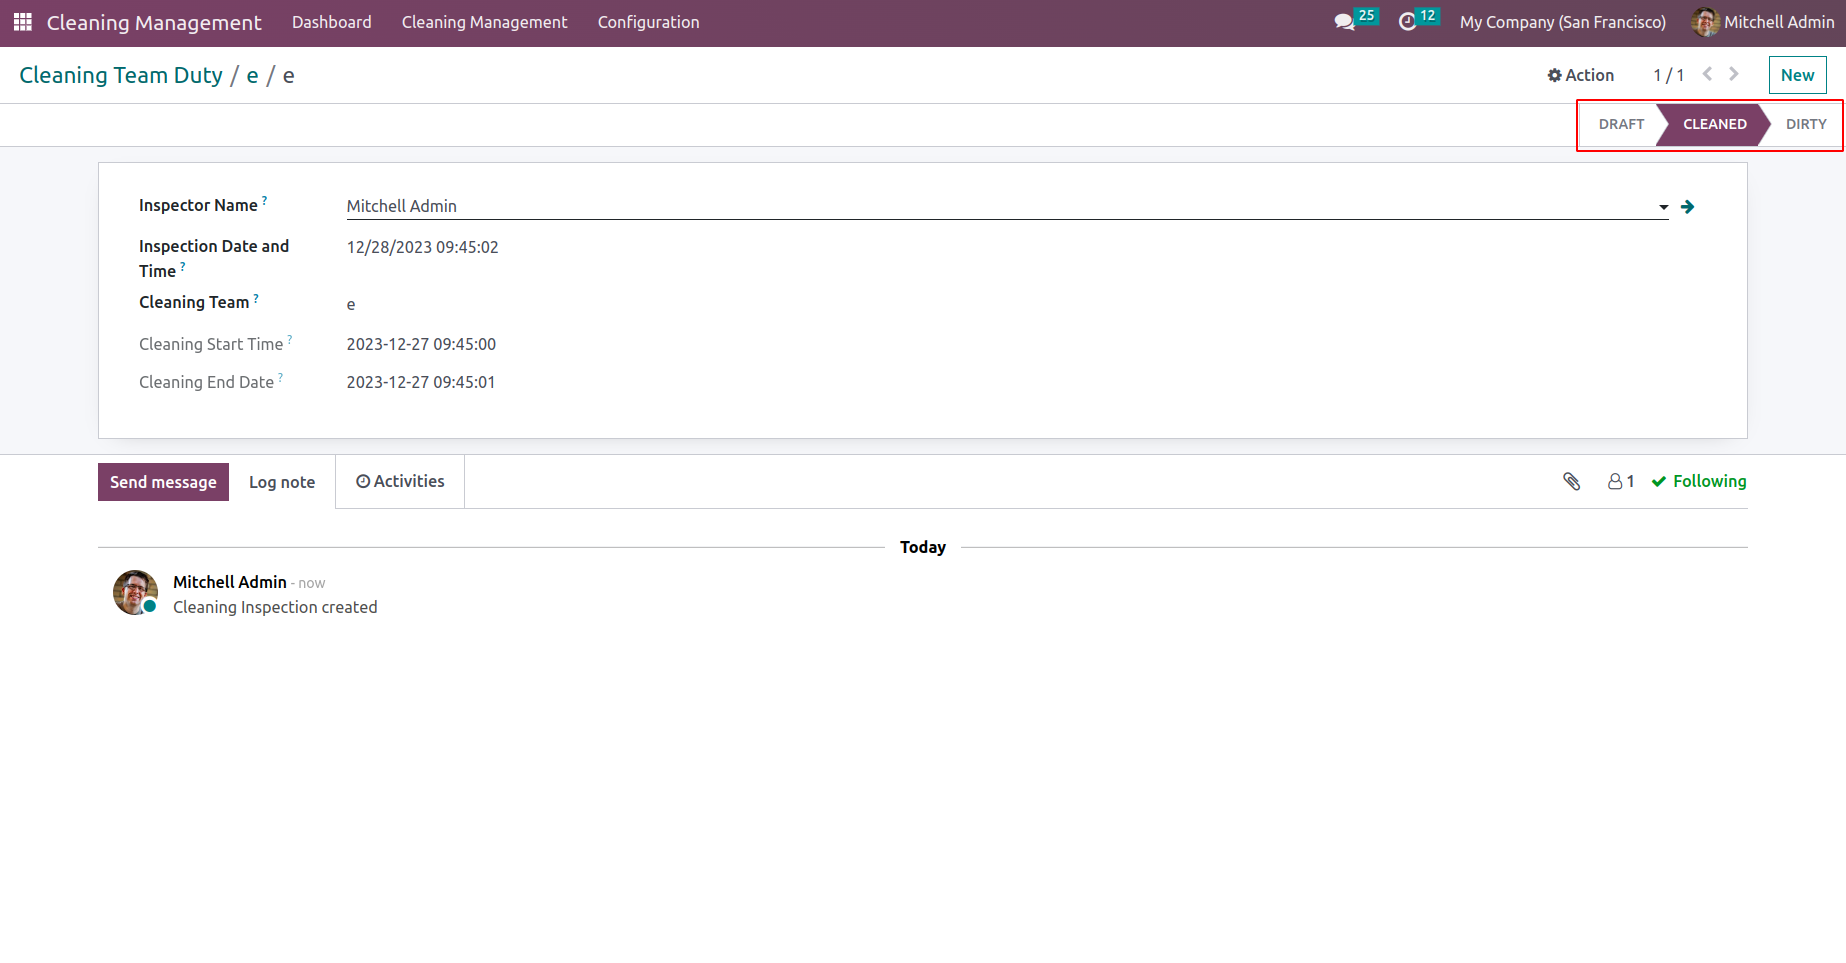 Cleaning Management Dashboard Cleaning Management Configuration 25 12 My Company (San Francisco) Mitchell Admin
Cleaning Team Duty / e / e Action 1 / 1 New
DRAFT CLEANED DIRTY
Inspector Name ? Mitchell Admin
Inspection Date and 12/28/2023 09:45:02
Time ?
Cleaning Team ? e
Cleaning Start Time ? 2023-12-27 09:45:00
Cleaning End Date ? 2023-12-27 09:45:01
Send message Log note Activities 1 Following
Today
Mitchell Admin - now
Cleaning Inspection created